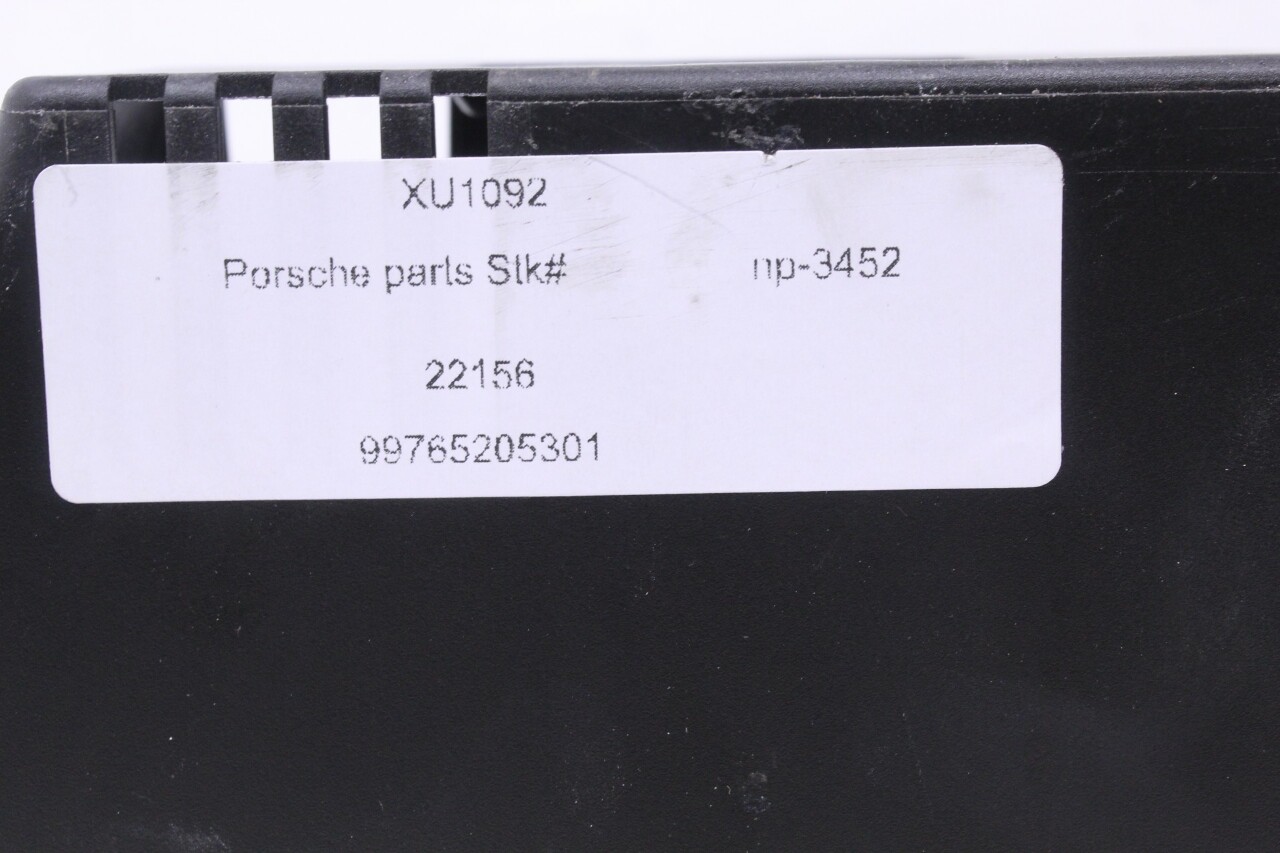 XU1092
Porsche parts Stk# np-3452
22156
99765205301